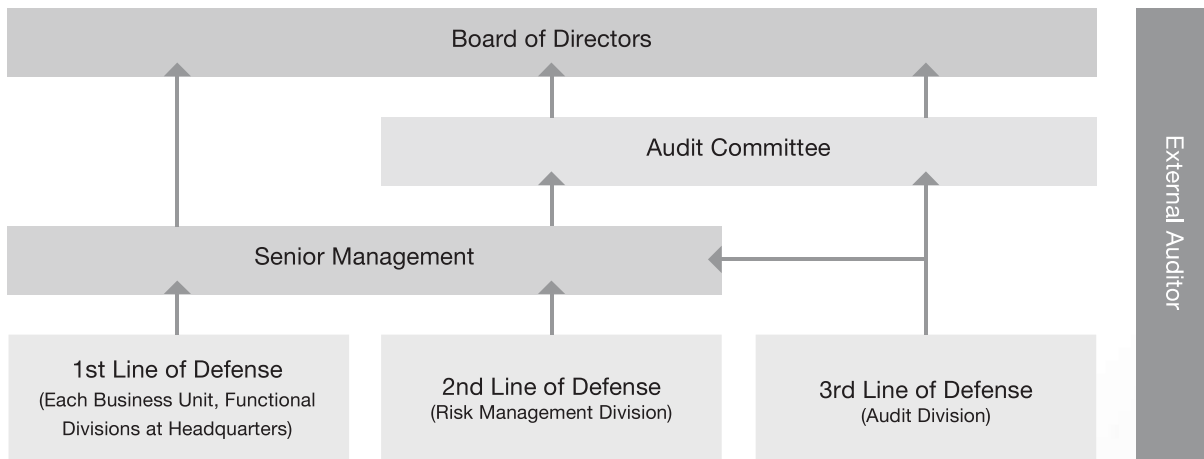 Board of Directors
Audit Committee
Senior Management
1st Line of Defense
(Each Business Unit, Functional
Divisions at Headquarters)
2nd Line of Defense
(Risk Management Division)
3rd Line of Defense
(Audit Division)
External Auditor